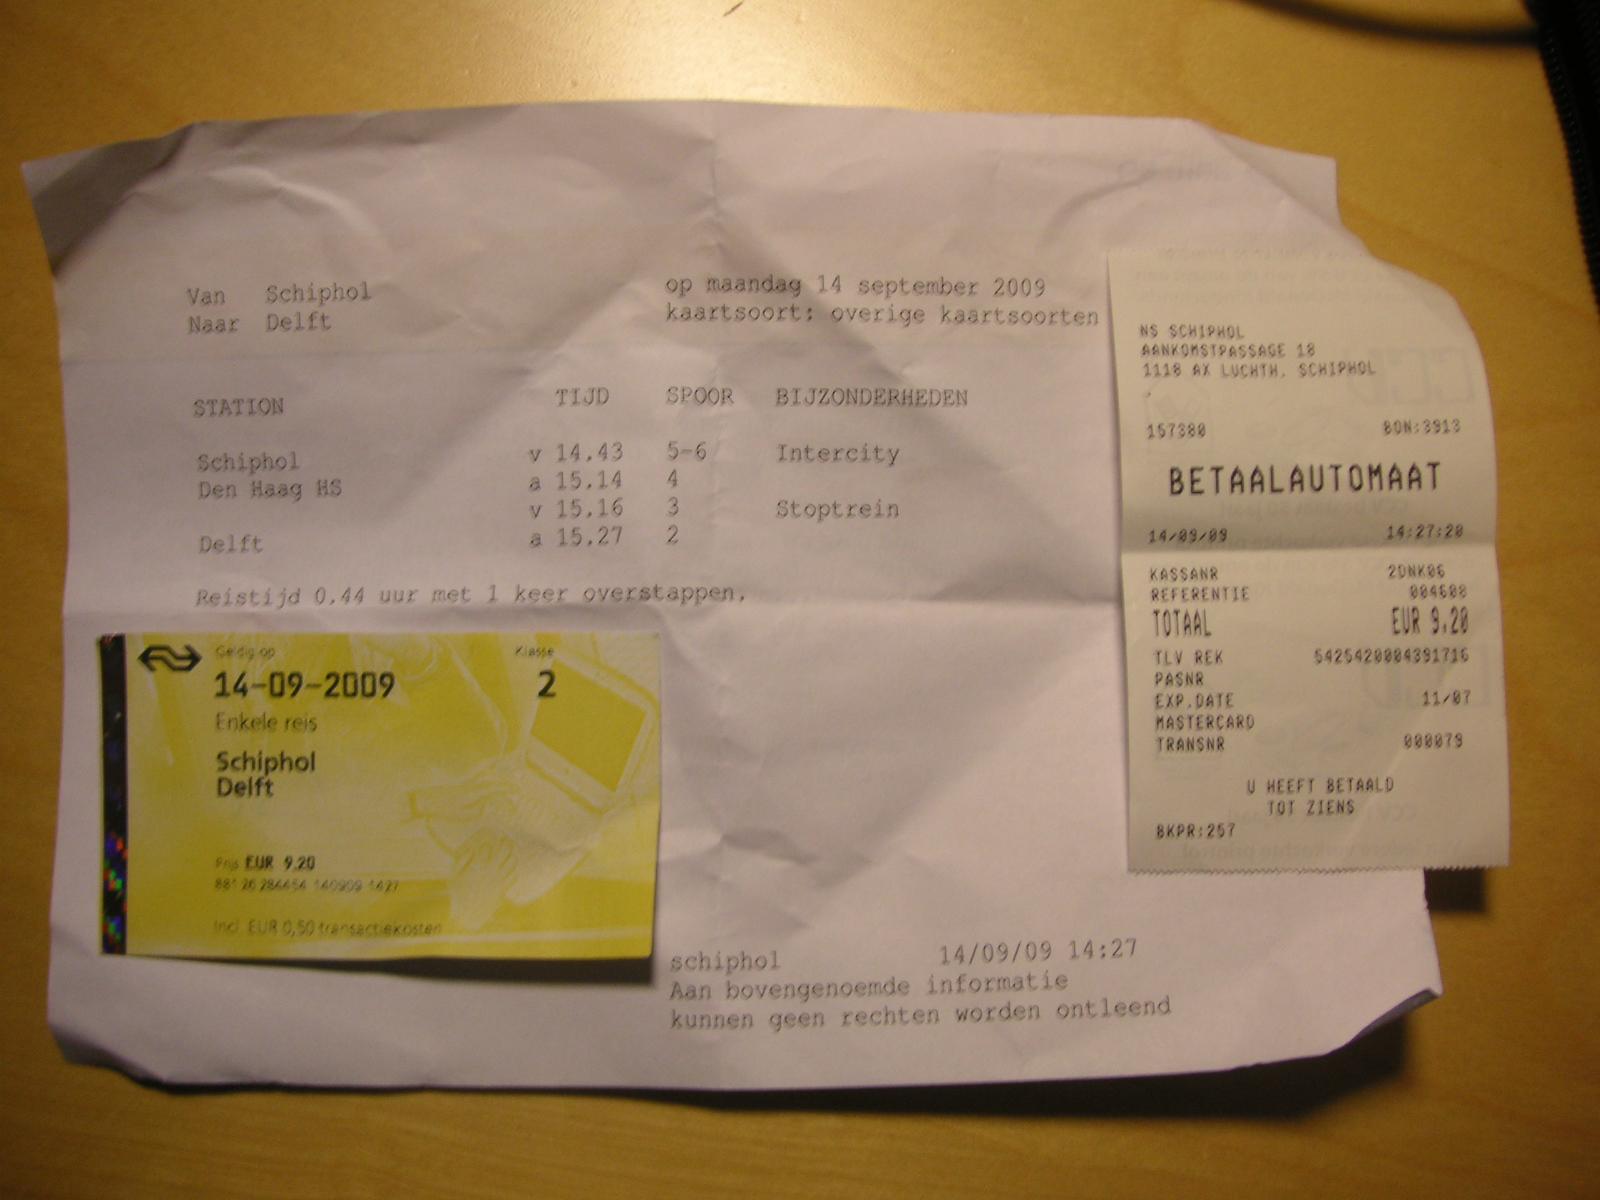 Van Schiphol
Naar Delft
op maandag 14 september 2009
kaartsoort: overige kaartsoorten
STATION TIJD SPOOR BIJZONDERHEDEN
Schiphol v 14.43 5-6 Intercity
Den Haag HS a 15.14 4
v 15.16 3 Stoptrein
Delft a 15.27 2
Reistijd 0.44 uur met 1 keer overstappen.
Geldig op Klasse
14-09-2009 2
Enkele reis
Schiphol
Delft
Prijs EUR 9.20
881 26 284454 140909 1427
Incl. EUR 0,50 transactiekosten
schiphol 14/09/09 14:27
Aan bovengenoemde informatie
kunnen geen rechten worden ontleend
NS SCHIPHOL
AANKOMSTPASSAGE 18
1118 AX LUCHTH. SCHIPHOL
157380 BON:3913
BETAALAUTOMAAT
14/09/09 14:27:20
KASSANR 2DNK06
REFERENTIE 004608
TOTAAL EUR 9.20
TLV REK 5425420004391716
PASNR
EXP.DATE 11/07
MASTERCARD
TRANSNR 000079
U HEEFT BETAALD
TOT ZIENS
BKPR:257